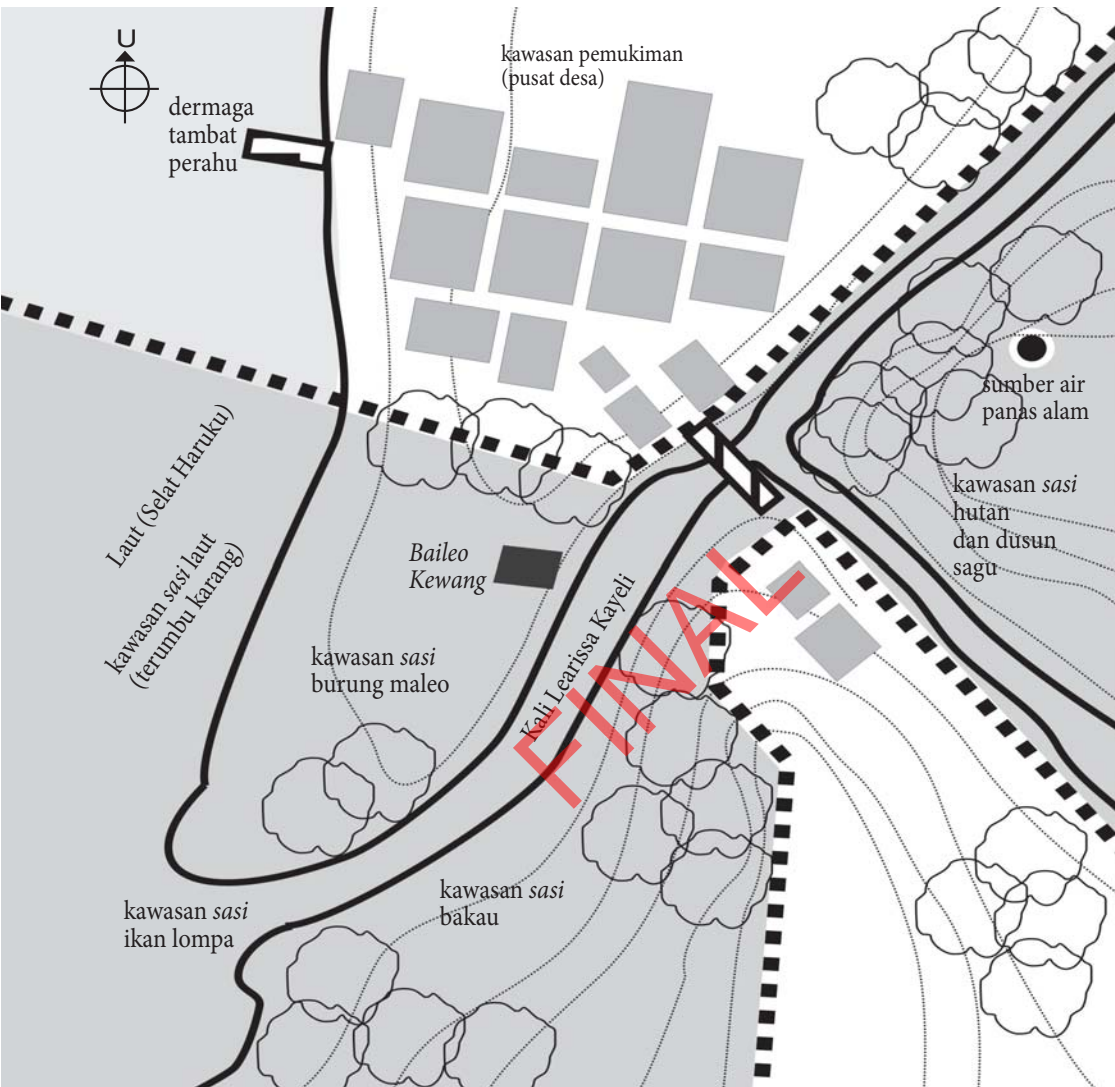 U
kawasan pemukiman
(pusat desa)
dermaga
tambat
perahu
sumber air
panas alam
Laut (Selat Haruku)
kawasan sasi laut
(terumbu karang)
kawasan sasi
hutan
dan dusun
sagu
Baileo
Kewang
kawasan sasi
burung maleo
Kali Learissa Kayeli
FINAL
kawasan sasi
bakau
kawasan sasi
ikan lompa